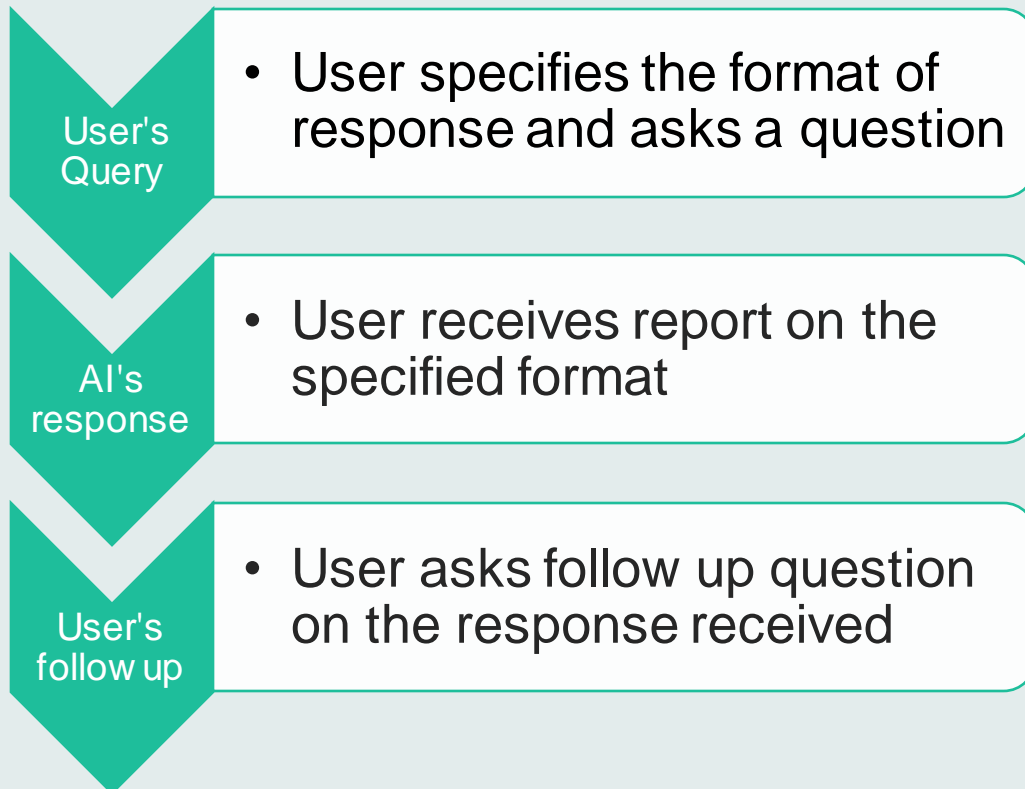 User's
Query
• User specifies the format of
response and asks a question
AI's
response
• User receives report on the
specified format
User's
follow up
• User asks follow up question
on the response received